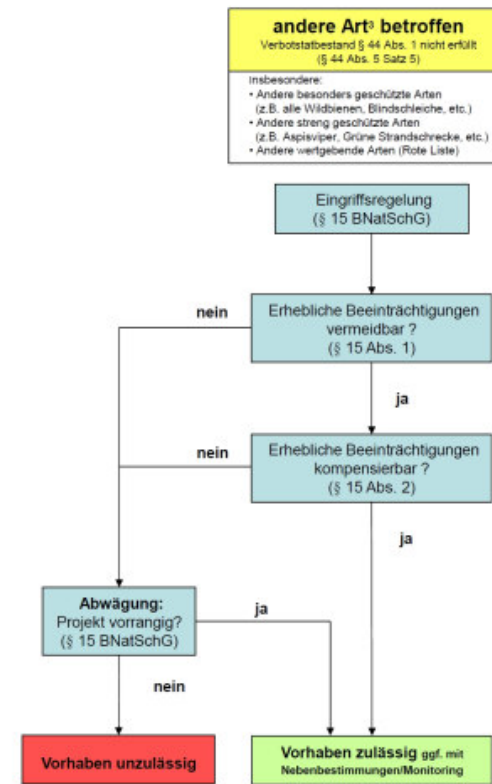 andere Art³ betroffen
Verbotstatbestand § 44 Abs. 1 nicht erfüllt
(§ 44 Abs. 5 Satz 5)
Insbesondere:
• Andere besonders geschützte Arten
(z.B. alle Wildbienen, Blindschleiche, etc.)
• Andere streng geschützte Arten
(z.B. Aspisviper, Grüne Strandschrecke, etc.)
• Andere wertgebende Arten (Rote Liste)
Eingriffsregelung
(§ 15 BNatSchG)
nein
Erhebliche Beeinträchtigungen
vermeidbar ?
(§ 15 Abs. 1)
ja
nein
Erhebliche Beeinträchtigungen
kompensierbar ?
(§ 15 Abs. 2)
ja
Abwägung:
Projekt vorrangig?
(§ 15 BNatSchG)
ja
nein
Vorhaben unzulässig
Vorhaben zulässig ggf. mit
Nebenbestimmungen/Monitoring